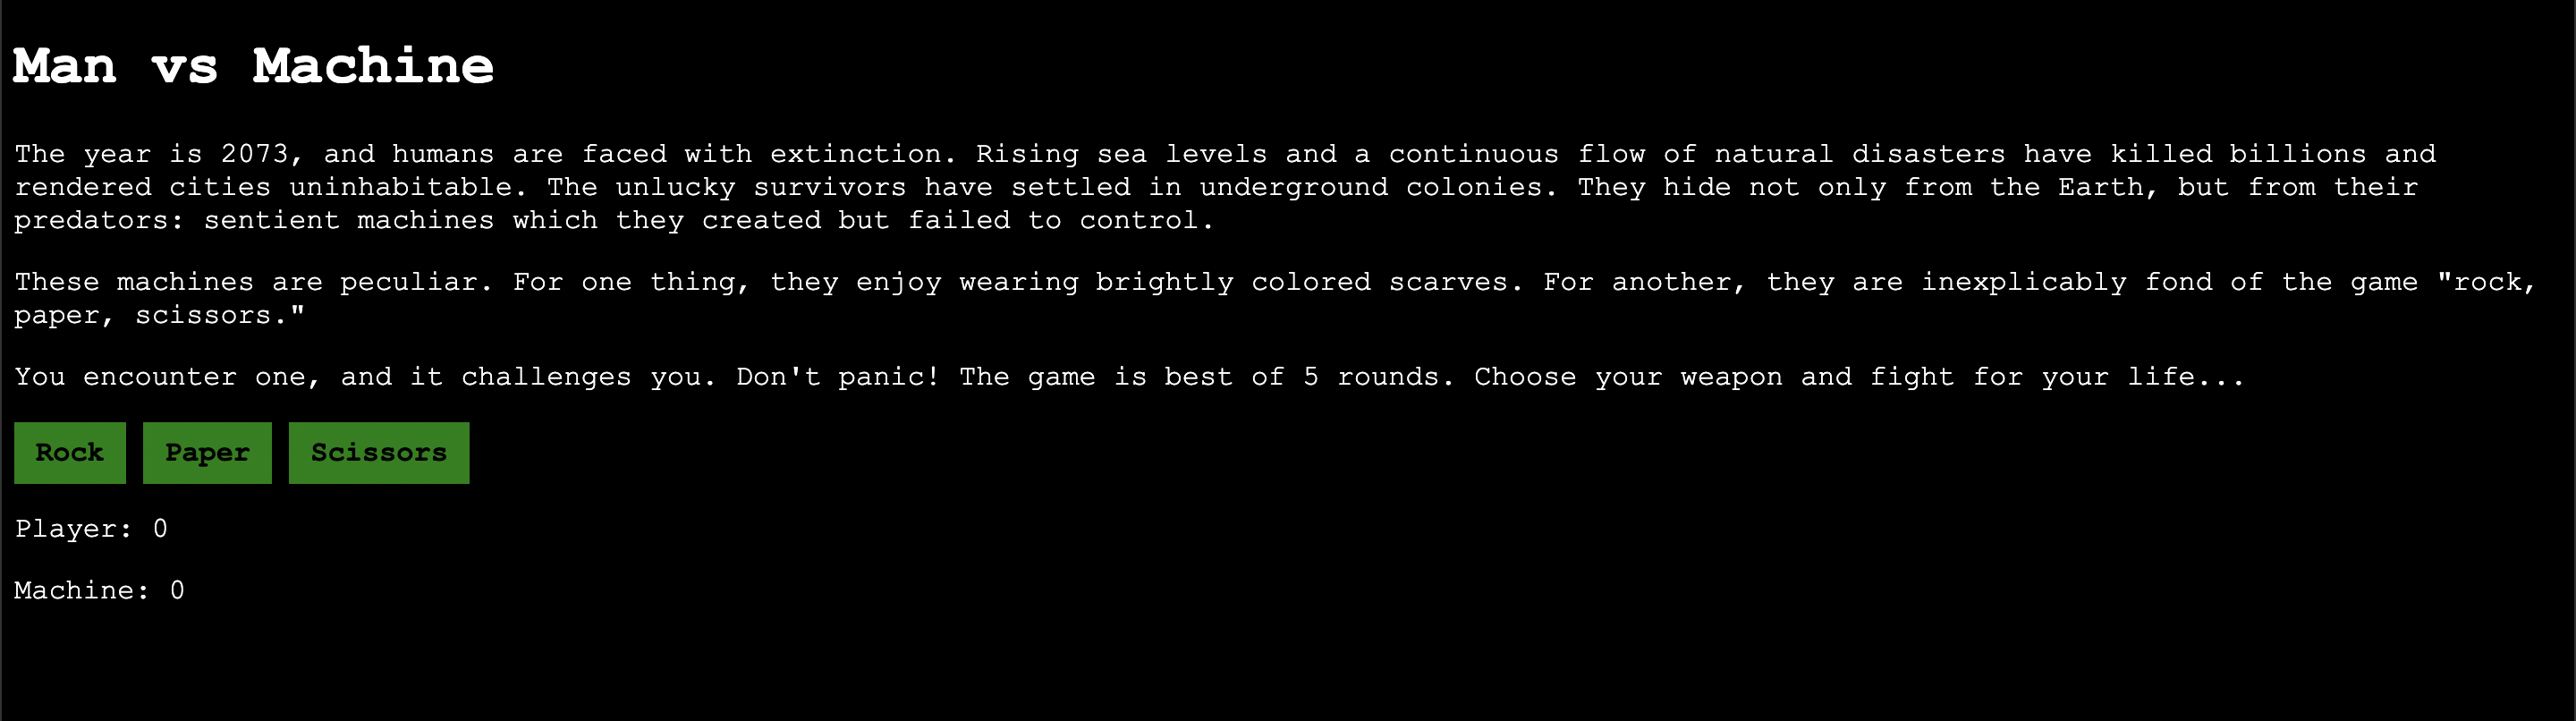 Man vs Machine
The year is 2073, and humans are faced with extinction. Rising sea levels and a continuous flow of natural disasters have killed billions and
rendered cities uninhabitable. The unlucky survivors have settled in underground colonies. They hide not only from the Earth, but from their
predators: sentient machines which they created but failed to control.
These machines are peculiar. For one thing, they enjoy wearing brightly colored scarves. For another, they are inexplicably fond of the game "rock,
paper, scissors."
You encounter one, and it challenges you. Don't panic! The game is best of 5 rounds. Choose your weapon and fight for your life...
Rock Paper Scissors
Player: 0
Machine: 0